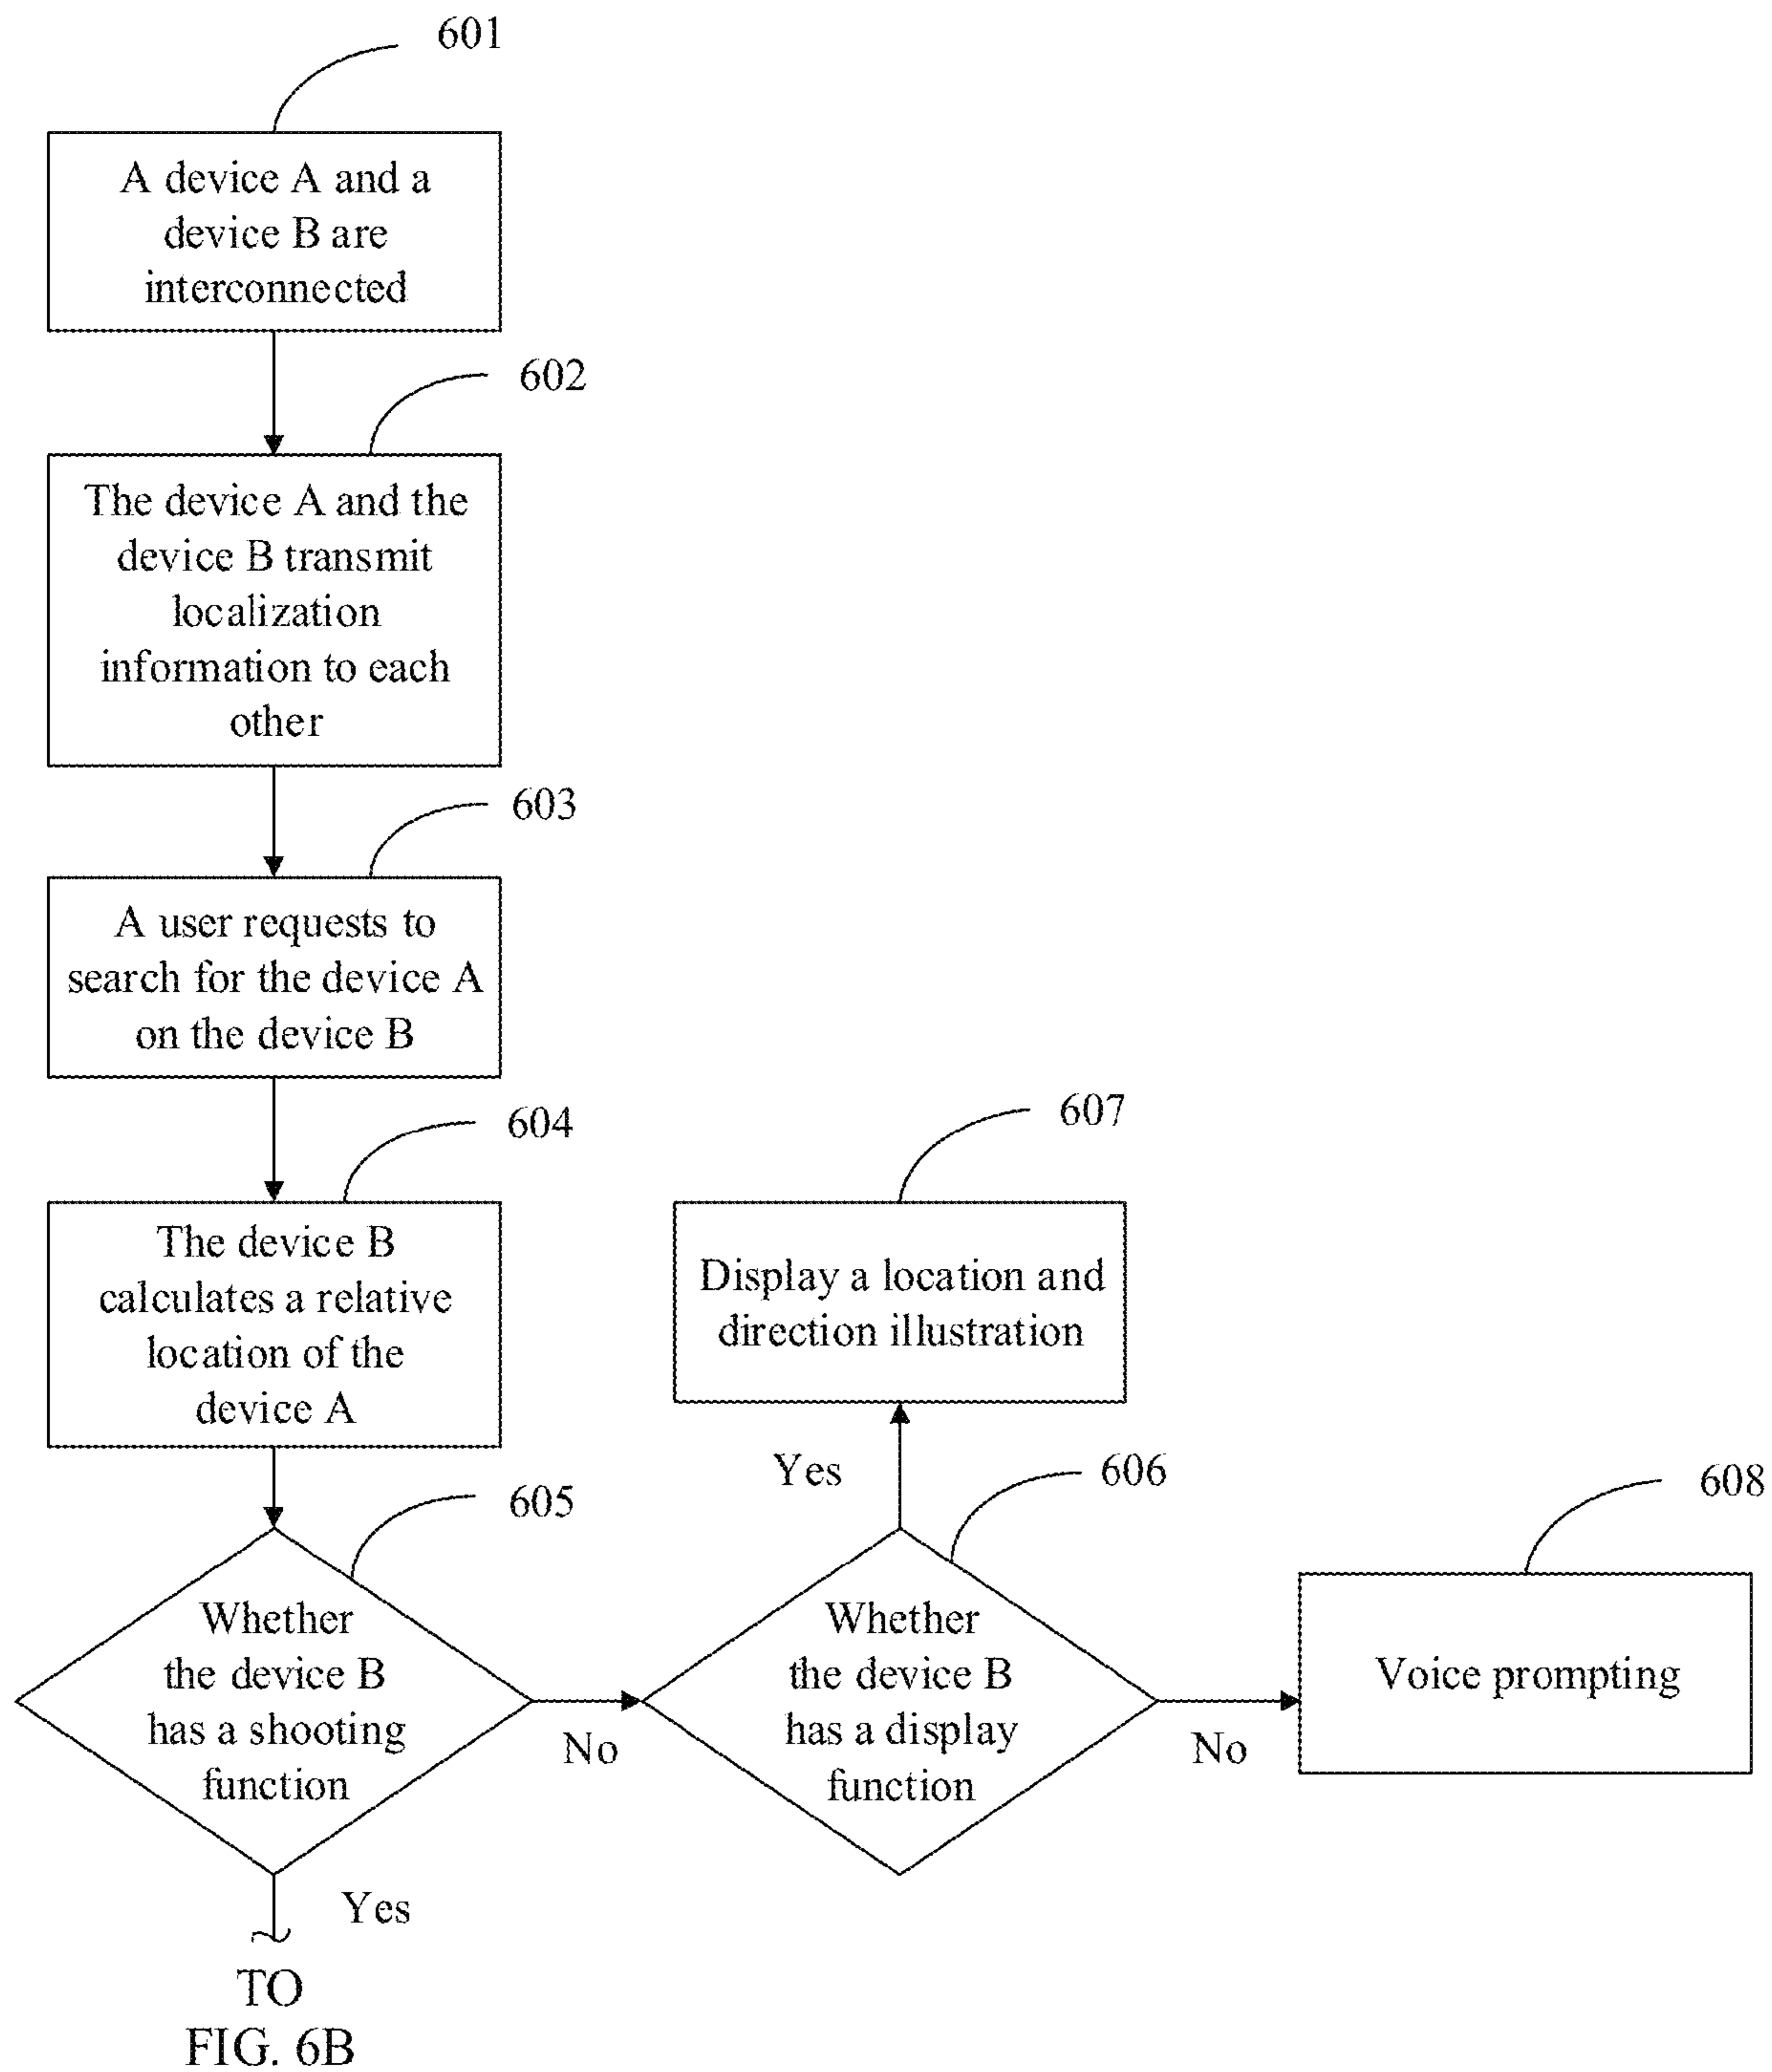 601
A device A and a
device B are
interconnected
602
The device A and the
device B transmit
localization
information to each
other
603
A user requests to
search for the device A
on the device B
604
The device B
calculates a relative
location of the
device A
605
Whether
the device B
has a shooting
function
No
Yes
TO
FIG. 6B
606
Whether
the device B
has a display
function
Yes
607
Display a location and
direction illustration
No
608
Voice prompting